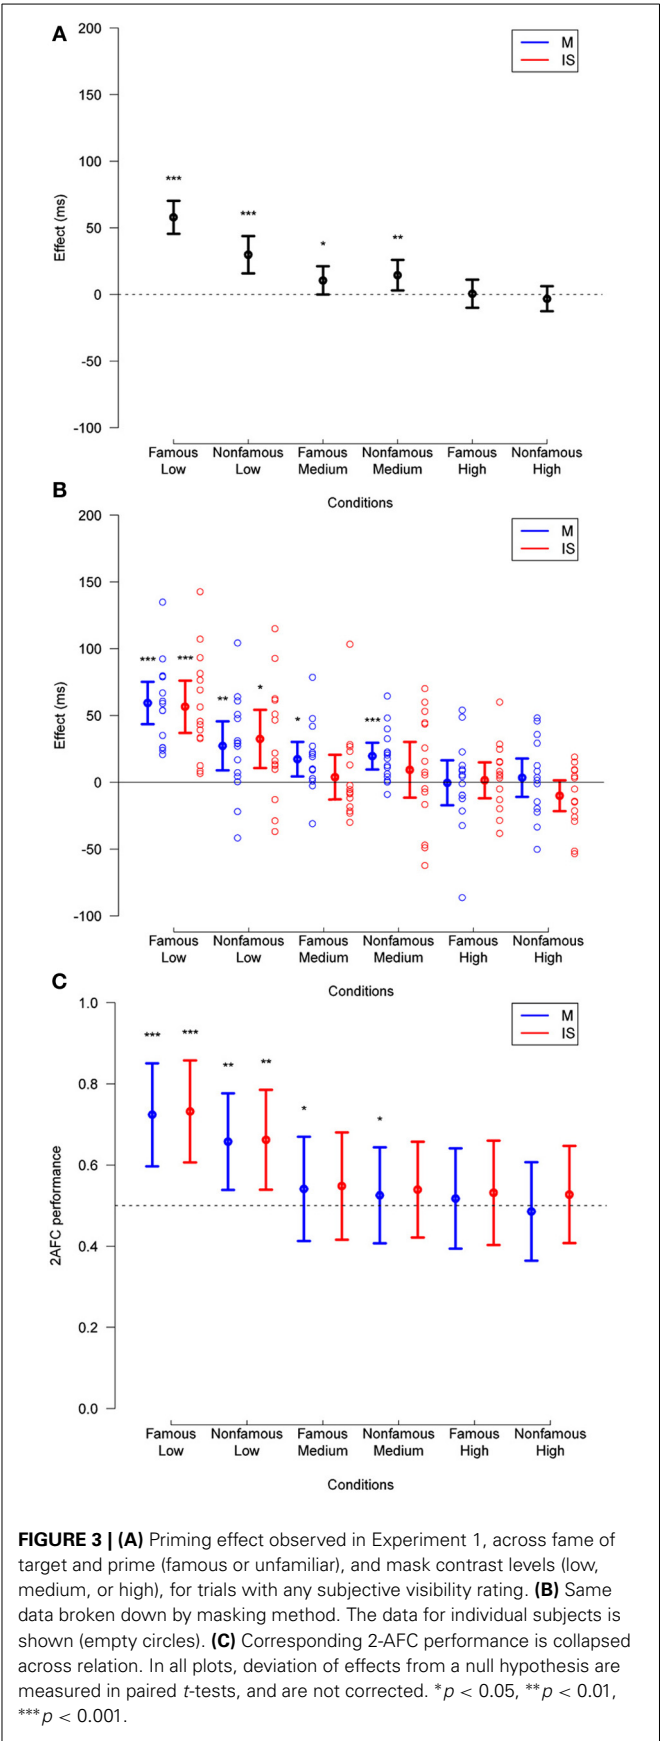 A
200
150
100
50
0
-50
-100
Effect (ms)
M
IS
***
***
*
**
Famous Low
Nonfamous Low
Famous Medium
Nonfamous Medium
Famous High
Nonfamous High
Conditions
B
200
150
100
50
0
-50
-100
Effect (ms)
M
IS
***
***
**
*
*
***
Famous Low
Nonfamous Low
Famous Medium
Nonfamous Medium
Famous High
Nonfamous High
Conditions
C
1.0
0.8
0.6
0.4
0.2
0.0
2AFC performance
M
IS
***
***
**
**
*
*
Famous Low
Nonfamous Low
Famous Medium
Nonfamous Medium
Famous High
Nonfamous High
Conditions
FIGURE 3 | (A) Priming effect observed in Experiment 1, across fame of
target and prime (famous or unfamiliar), and mask contrast levels (low,
medium, or high), for trials with any subjective visibility rating. (B) Same
data broken down by masking method. The data for individual subjects is
shown (empty circles). (C) Corresponding 2-AFC performance is collapsed
across relation. In all plots, deviation of effects from a null hypothesis are
measured in paired t-tests, and are not corrected. *p < 0.05, **p < 0.01,
***p < 0.001.